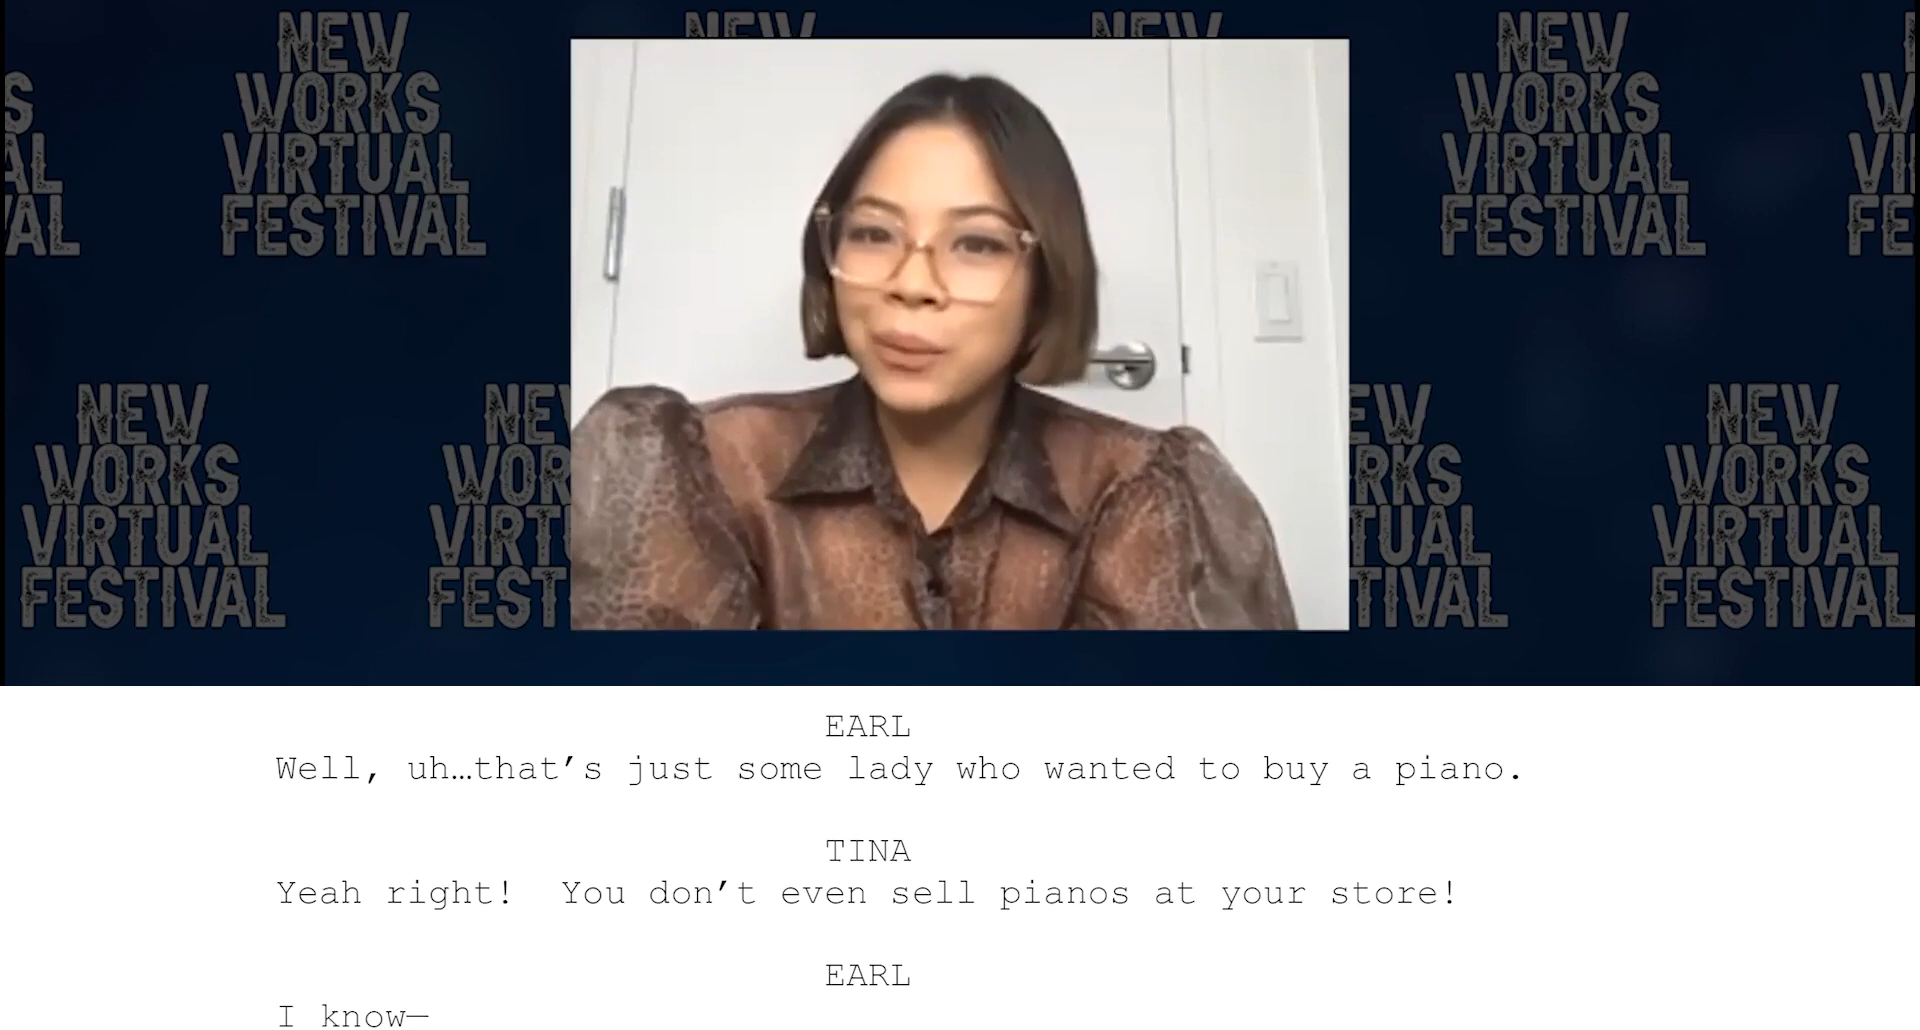 NEW
WORKS
VIRTUAL
FESTIVAL
NEW
NEW
NEW
WORKS
VIRTUAL
FESTIVAL
NEW
WORKS
VIRTUAL
FESTIVAL
NEW
WORKS
VIRTUAL
FESTIVAL
EARL
Well, uh…that’s just some lady who wanted to buy a piano.
TINA
Yeah right!  You don’t even sell pianos at your store!
EARL
I know—